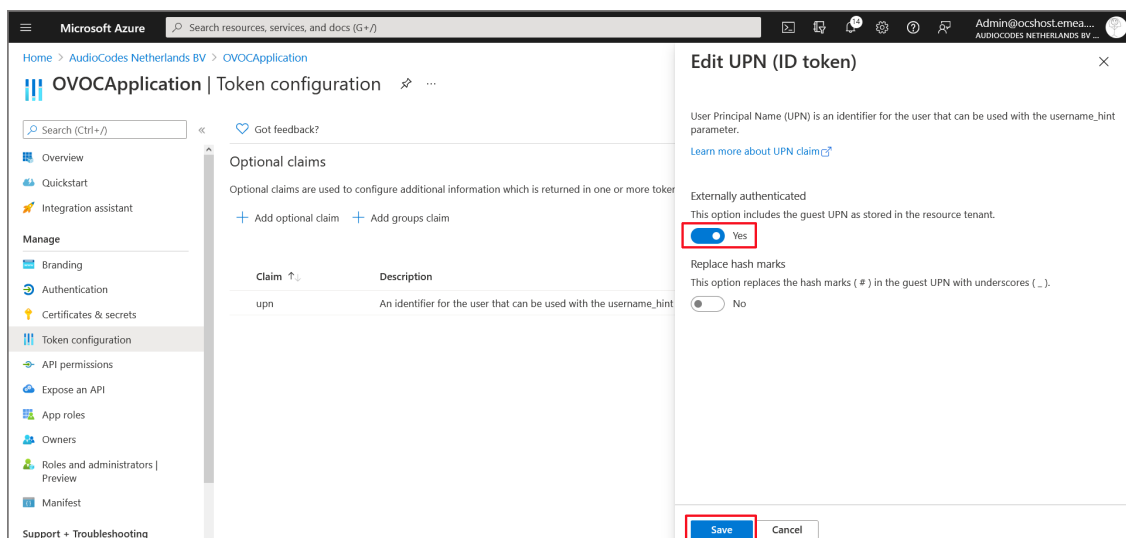 Microsoft Azure
Search resources, services, and docs (G+/)
14
Admin@ocshost.emea....
AUDIOCODES NETHERLANDS BV ...
Home > AudioCodes Netherlands BV > OVOCApplication
OVOCApplication | Token configuration
...
Search (Ctrl+/)
«
Overview
Quickstart
Integration assistant
Manage
Branding
Authentication
Certificates & secrets
Token configuration
API permissions
Expose an API
App roles
Owners
Roles and administrators |
Preview
Manifest
Support + Troubleshooting
Got feedback?
Optional claims
Optional claims are used to configure additional information which is returned in one or more token
+ Add optional claim + Add groups claim
Claim ↑↓ Description
upn An identifier for the user that can be used with the username_hint
Edit UPN (ID token)
User Principal Name (UPN) is an identifier for the user that can be used with the username_hint
parameter.
Learn more about UPN claim
Externally authenticated
This option includes the guest UPN as stored in the resource tenant.
Yes
Replace hash marks
This option replaces the hash marks ( # ) in the guest UPN with underscores ( _ ).
No
Save Cancel